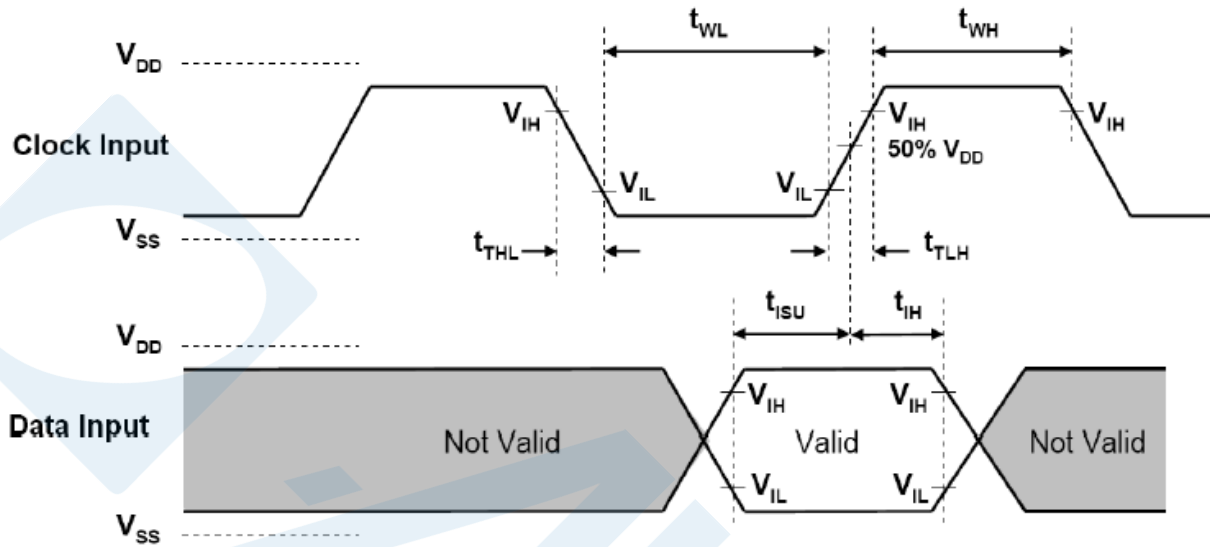 t_WL
t_WH
V_DD
V_IH
V_IH
V_IH
50% V_DD
Clock Input
V_IL
V_IL
V_SS
t_THL
t_TLH
t_ISU
t_IH
V_DD
V_IH
V_IH
Data Input
Not Valid
Valid
Not Valid
V_IL
V_IL
V_SS